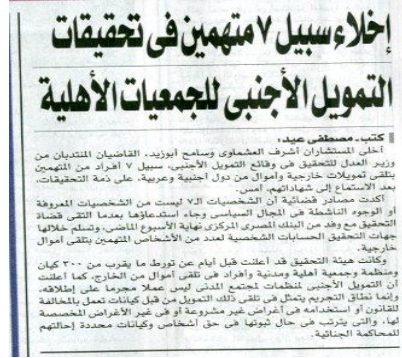 إخلاء سبيل ٧ متهمين فى تحقيقات
التمويل الأجنبى للجمعيات الأهلية
كتب ـ مصطفى عيد:
أخلى المستشاران أشرف العشماوى وسامح أبوزيد، القاضيان المنتدبان من
وزير العدل للتحقيق فى وقائع التمويل الأجنبى، سبيل ٧ أفراد من المتهمين
بتلقى تمويلات خارجية وأموال من دول أجنبية وعربية، على ذمة التحقيقات،
بعد الاستماع إلى شهاداتهم، امس.
أكدت مصادر قضائية أن الشخصيات الـ٧ ليست من الشخصيات المعروفة
أو الوجوه الناشطة فى المجال السياسى وجاء استدعاؤها بعدما التقى قضاة
التحقيق مع وفد من البنك المصرى المركزى نهاية الأسبوع الماضى، وتسلم خلالها
جهات التحقيق الحسابات الشخصية لعدد من الأشخاص المتهمين بتلقى أموال
خارجية.
وكانت هيئة التحقيق قد أعلنت قبل أيام عن تورط ما يقرب من ٣٠٠ كيان
ومنظمة وجمعية أهلية ومدنية وأفراد فى تلقى أموال من الخارج، كما أعلنت
أن التمويل الأجنبى لمنظمات المجتمع المدنى ليس عملا مجرما على إطلاقه،
وإنما نطاق التجريم يتمثل فى تلقى ذلك التمويل من قبل كيانات تعمل بالمخالفة
للقانون أو استخدامه فى أغراض غير مشروعة أو فى غير الأغراض المخصصة
لها، والتى يترتب فى حال ثبوتها فى حق أشخاص وكيانات محددة إحالتهم
للمحاكمة الجنائية.